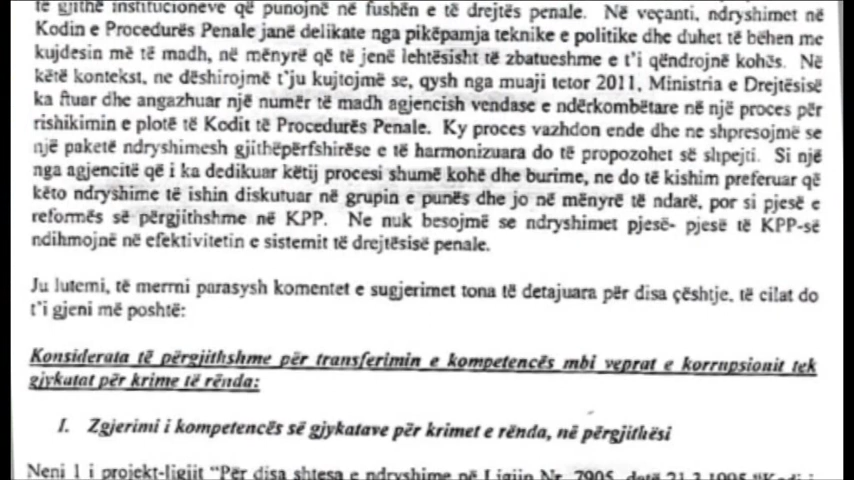 të gjithë institucioneve që punojnë në fushën e të drejtës penale. Në veçanti, ndryshimet në
Kodin e Procedurës Penale janë delikate nga pikëpamja teknike e politike dhe duhet të bëhen me
kujdesin më të madh, në mënyrë që të jenë lehtësisht të zbatueshme e t'i qëndrojnë kohës. Në
këtë kontekst, ne dëshirojmë t'ju kujtojmë se, qysh nga muaji tetor 2011, Ministria e Drejtësisë
ka ftuar dhe angazhuar një numër të madh agjencish vendase e ndërkombëtare në një proces për
rishikimin e plotë të Kodit të Procedurës Penale. Ky proces vazhdon ende dhe ne shpresojmë se
një paketë ndryshimesh gjithëpërfshirëse e të harmonizuara do të propozohet së shpejti. Si një
nga agjencitë që i ka dedikuar këtij procesi shumë kohë dhe burime, ne do të kishim preferuar që
këto ndryshime të ishin diskutuar në grupin e punës dhe jo në mënyrë të ndarë, por si pjesë e
reformës së përgjithshme në KPP. Ne nuk besojmë se ndryshimet pjesë- pjesë të KPP-së
ndihmojnë në efektivitetin e sistemit të drejtësisë penale.
Ju lutemi, të merrni parasysh komentet e sugjerimet tona të detajuara për disa çështje, të cilat do
t'i gjeni më poshtë:
Konsiderata të përgjithshme për transferimin e kompetencës mbi veprat e korrupsionit tek
gjykatat për krime të rënda:
I. Zgjerimi i kompetencës së gjykatave për krimet e rënda, në përgjithësi
Neni 1 i projekt-ligjit "Për disa shtesa e ndryshime në Ligjin Nr. 7905, datë 21.3.1995 "Kodi i